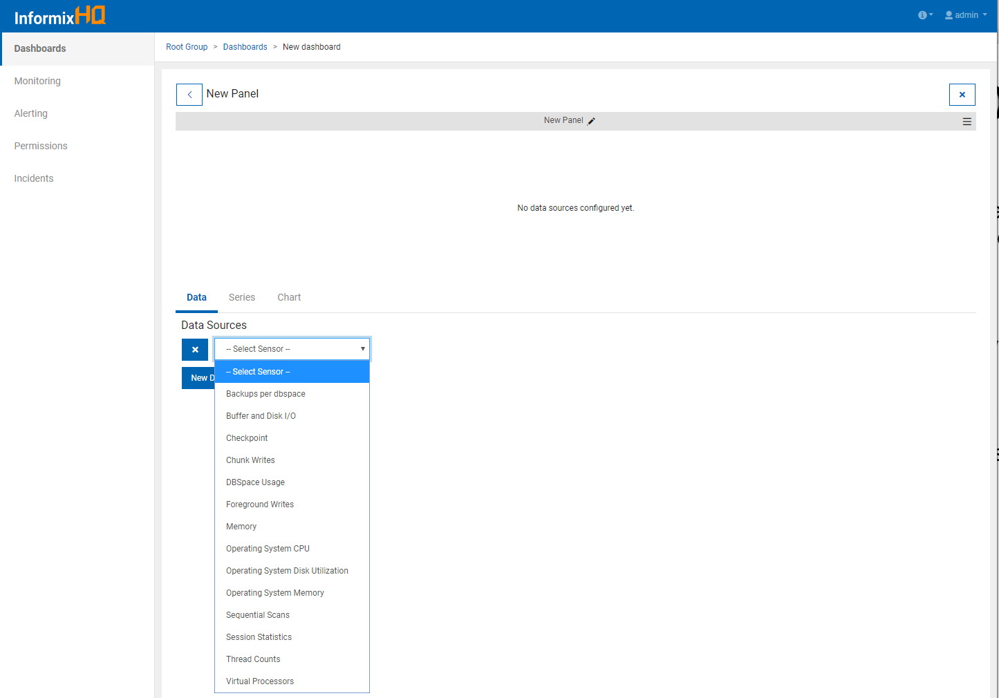 InformixHQ
admin
Dashboards
Monitoring
Alerting
Permissions
Incidents
Root Group > Dashboards > New dashboard
New Panel
New Panel
No data sources configured yet.
Data Series Chart
Data Sources
-- Select Sensor --
New D
-- Select Sensor --
Backups per dbspace
Buffer and Disk I/O
Checkpoint
Chunk Writes
DBSpace Usage
Foreground Writes
Memory
Operating System CPU
Operating System Disk Utilization
Operating System Memory
Sequential Scans
Session Statistics
Thread Counts
Virtual Processors